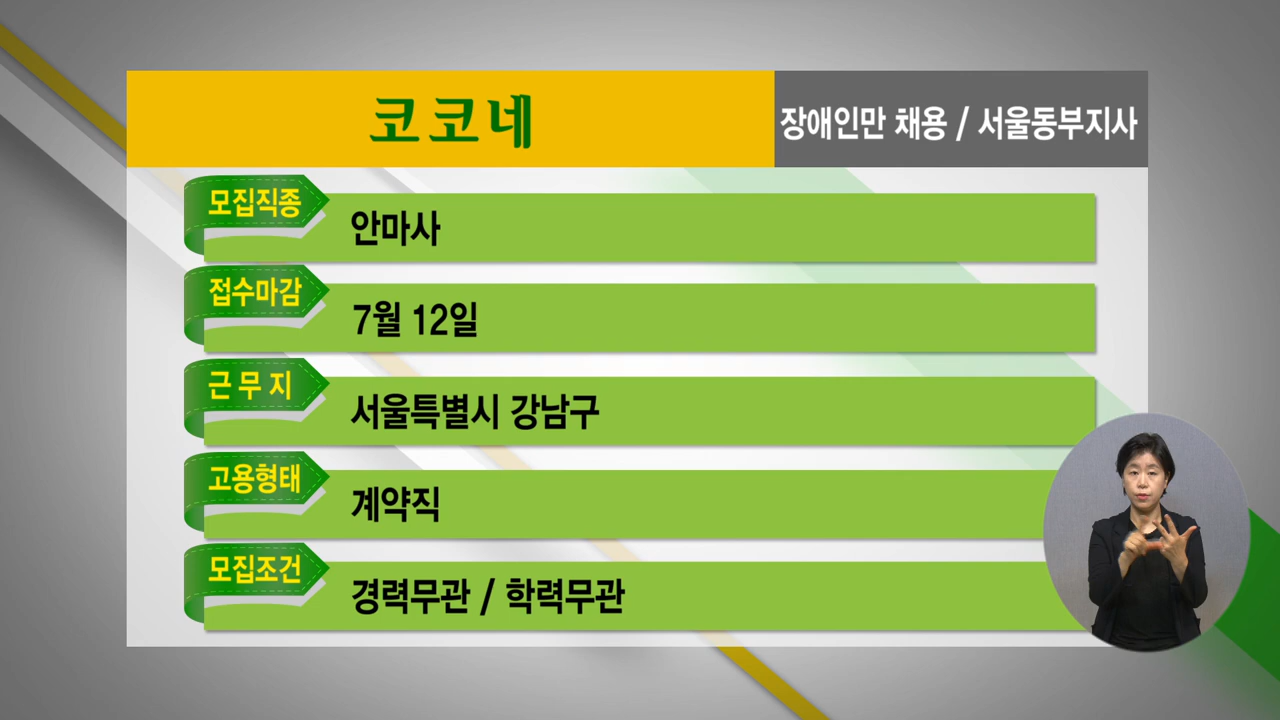 코코네
장애인만 채용 / 서울동부지사
모집직종
안마사
접수마감
7월 12일
근 무 지
서울특별시 강남구
고용형태
계약직
모집조건
경력무관 / 학력무관